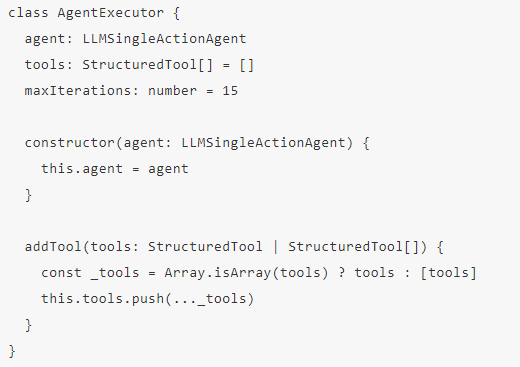 class AgentExecutor {
  agent: LLMSingleActionAgent
  tools: StructuredTool[] = []
  maxIterations: number = 15

  constructor(agent: LLMSingleActionAgent) {
    this.agent = agent
  }

  addTool(tools: StructuredTool | StructuredTool[]) {
    const _tools = Array.isArray(tools) ? tools : [tools]
    this.tools.push(..._tools)
  }
}